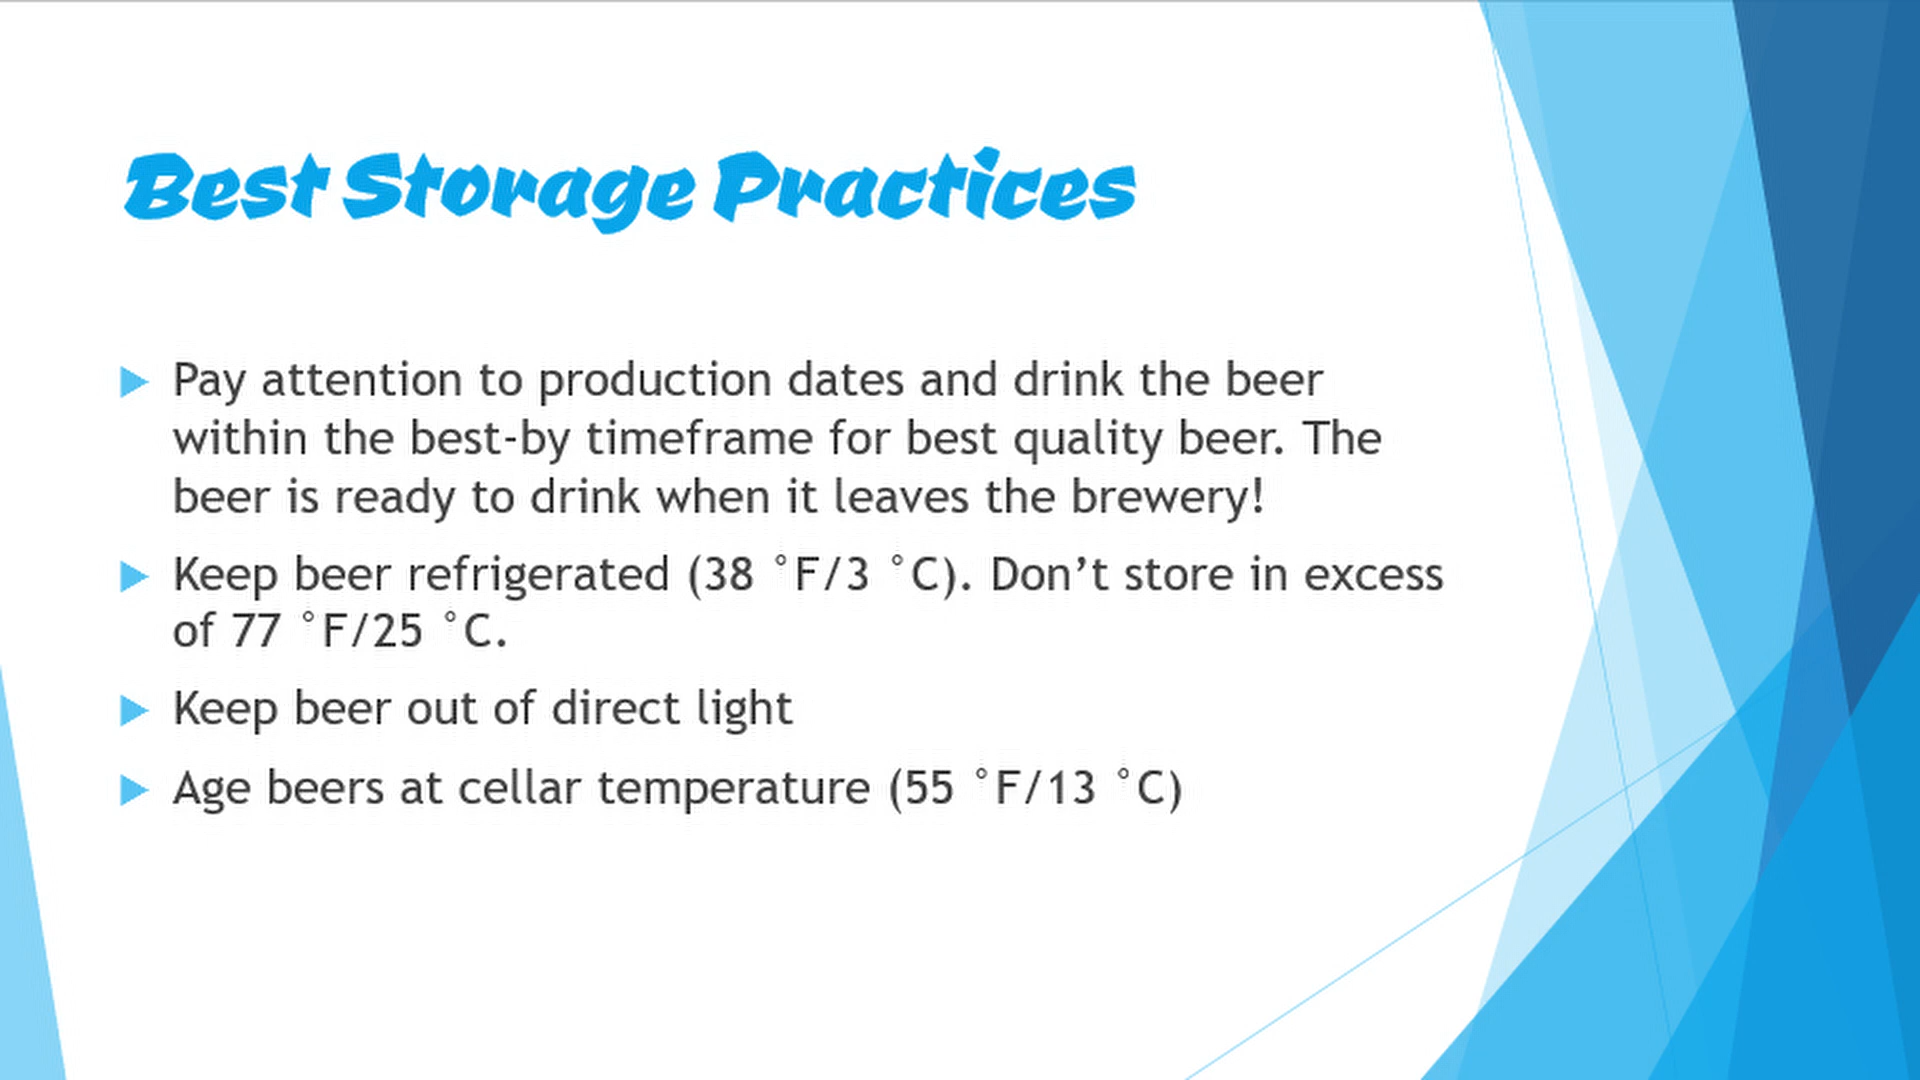 Best Storage Practices
Pay attention to production dates and drink the beer
within the best-by timeframe for best quality beer. The
beer is ready to drink when it leaves the brewery!
Keep beer refrigerated (38 ˚F/3 ˚C). Don’t store in excess
of 77 ˚F/25 ˚C.
Keep beer out of direct light
Age beers at cellar temperature (55 ˚F/13 ˚C)